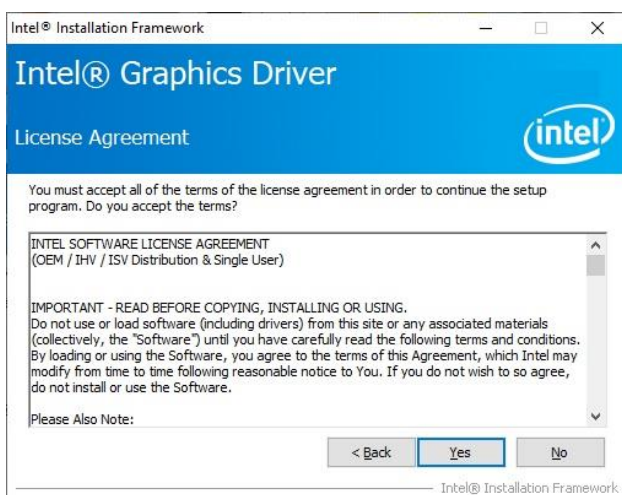 Intel® Installation Framework
Intel® Graphics Driver
License Agreement
intel
You must accept all of the terms of the license agreement in order to continue the setup
program. Do you accept the terms?
INTEL SOFTWARE LICENSE AGREEMENT
(OEM / IHV / ISV Distribution & Single User)
IMPORTANT - READ BEFORE COPYING, INSTALLING OR USING.
Do not use or load software (including drivers) from this site or any associated materials
(collectively, the "Software") until you have carefully read the following terms and conditions.
By loading or using the Software, you agree to the terms of this Agreement, which Intel may
modify from time to time following reasonable notice to You. If you do not wish to so agree,
do not install or use the Software.
Please Also Note:
< Back
Yes
No
Intel® Installation Framework